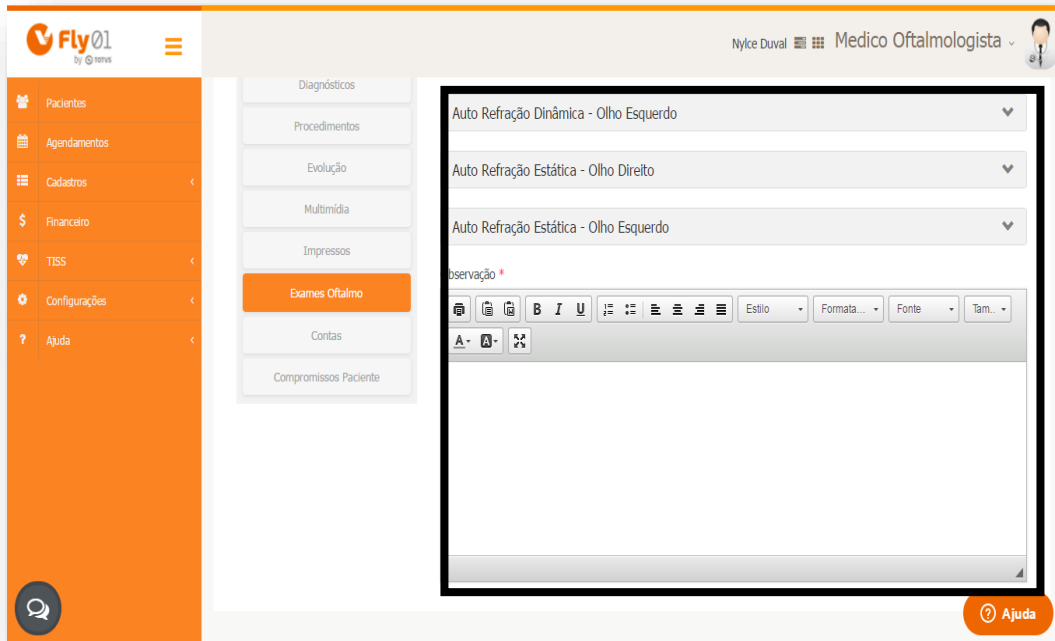 Fly01
by TOTVS
Nylce Duval
Medico Oftalmologista
Pacientes
Agendamentos
Cadastros
Financeiro
TISS
Configurações
Ajuda
Diagnósticos
Procedimentos
Evolução
Multimídia
Impressos
Exames Oftalmo
Contas
Compromissos Paciente
Auto Refração Dinâmica - Olho Esquerdo
Auto Refração Estática - Olho Direito
Auto Refração Estática - Olho Esquerdo
bservação *
B I U
Estilo
Formata...
Fonte
Tam..
A
A
Ajuda